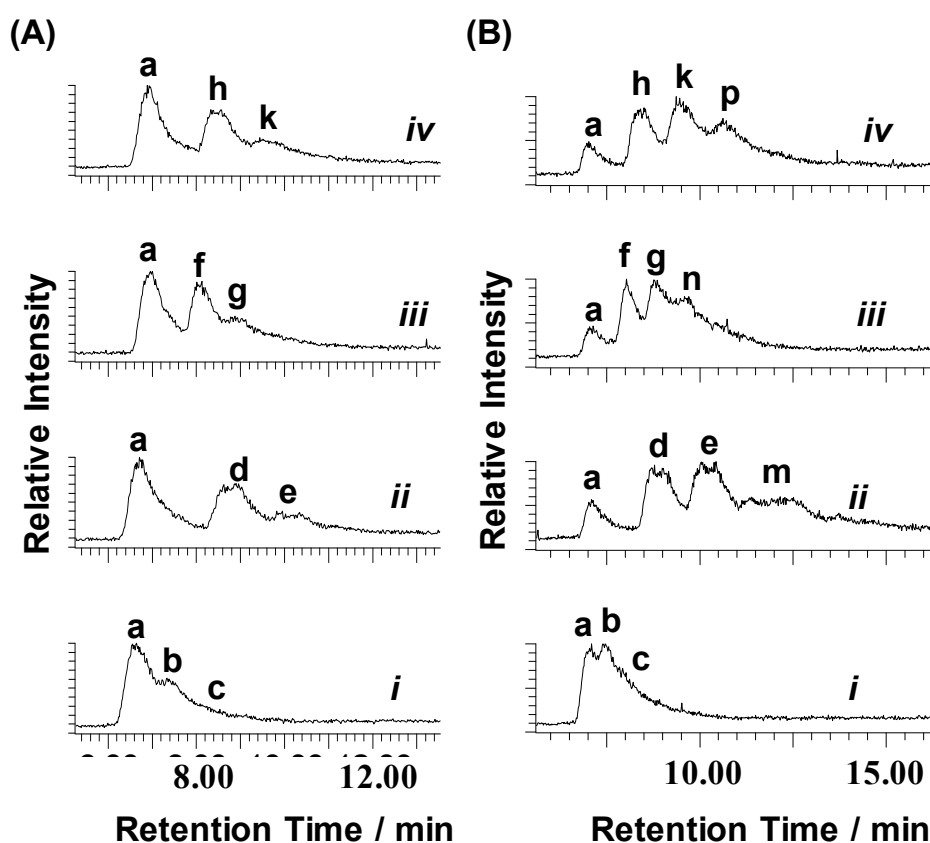 (A)
a
h
k
iv
a
f
g
iii
a
d
e
ii
a
b
c
i
Relative Intensity
8.00
12.00
Retention Time / min
(B)
a
h
k
p
iv
a
f
g
n
iii
a
d
e
m
ii
a
b
c
i
Relative Intensity
10.00
15.00
Retention Time / min